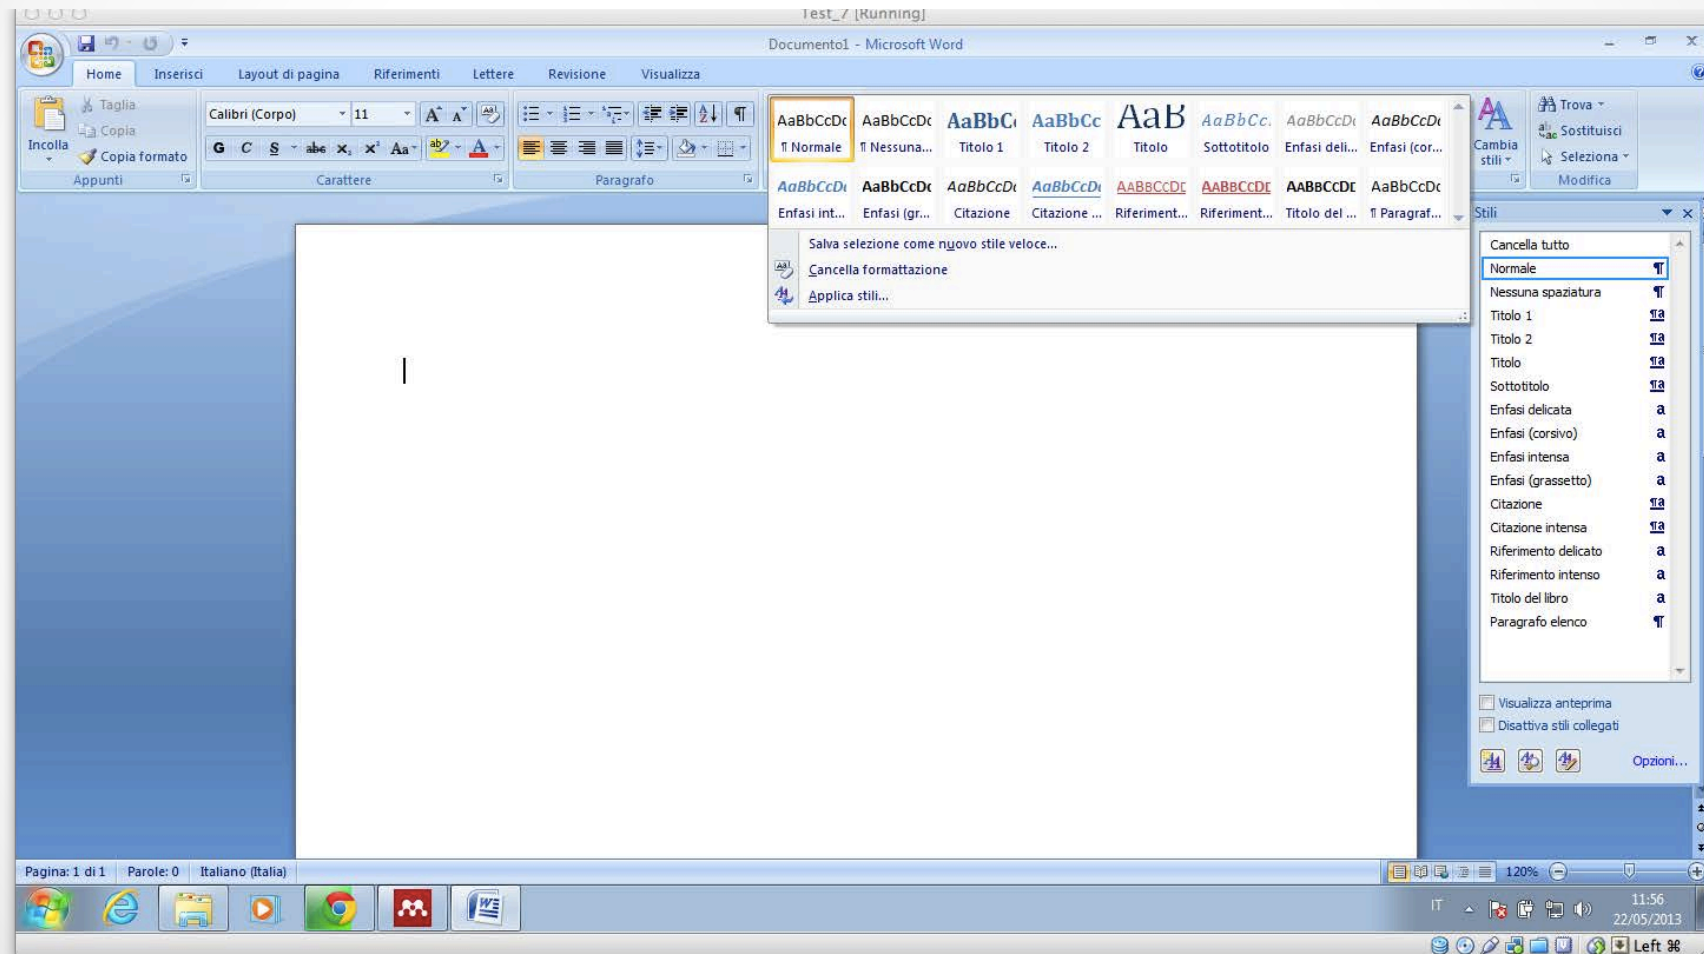 Test_7 [Running]
Documento1 - Microsoft Word
Home Inserisci Layout di pagina Riferimenti Lettere Revisione Visualizza
Incolla
Taglia
Copia
Copia formato
Appunti
Calibri (Corpo) 11
G C S abc x₂ x² Aa
Carattere
Paragrafo
AaBbCcDc AaBbCcDc AaBbC AaBbCc AaB AaBbCc. AaBbCcDc AaBbCcDc
¶ Normale ¶ Nessuna... Titolo 1 Titolo 2 Titolo Sottotitolo Enfasi deli... Enfasi (cor...
AaBbCcDc AaBbCcDc AaBbCcDc AaBbCcDc AABBCCDC AABBCCDC AABBCCDC AaBbCcDc
Enfasi int... Enfasi (gr... Citazione Citazione ... Riferiment... Riferiment... Titolo del ... ¶ Paragraf...
Salva selezione come nuovo stile veloce...
Cancella formattazione
Applica stili...
Cambia
stili
Trova
Sostituisci
Seleziona
Modifica
Stili
Cancella tutto
Normale ¶
Nessuna spaziatura ¶
Titolo 1 ¶a
Titolo 2 ¶a
Titolo ¶a
Sottotitolo ¶a
Enfasi delicata a
Enfasi (corsivo) a
Enfasi intensa a
Enfasi (grassetto) a
Citazione ¶a
Citazione intensa ¶a
Riferimento delicato a
Riferimento intenso a
Titolo del libro a
Paragrafo elenco ¶
Visualizza anteprima
Disattiva stili collegati
Opzioni...
Pagina: 1 di 1 Parole: 0 Italiano (Italia)
120%
IT
11:56
22/05/2013
Left ⌘